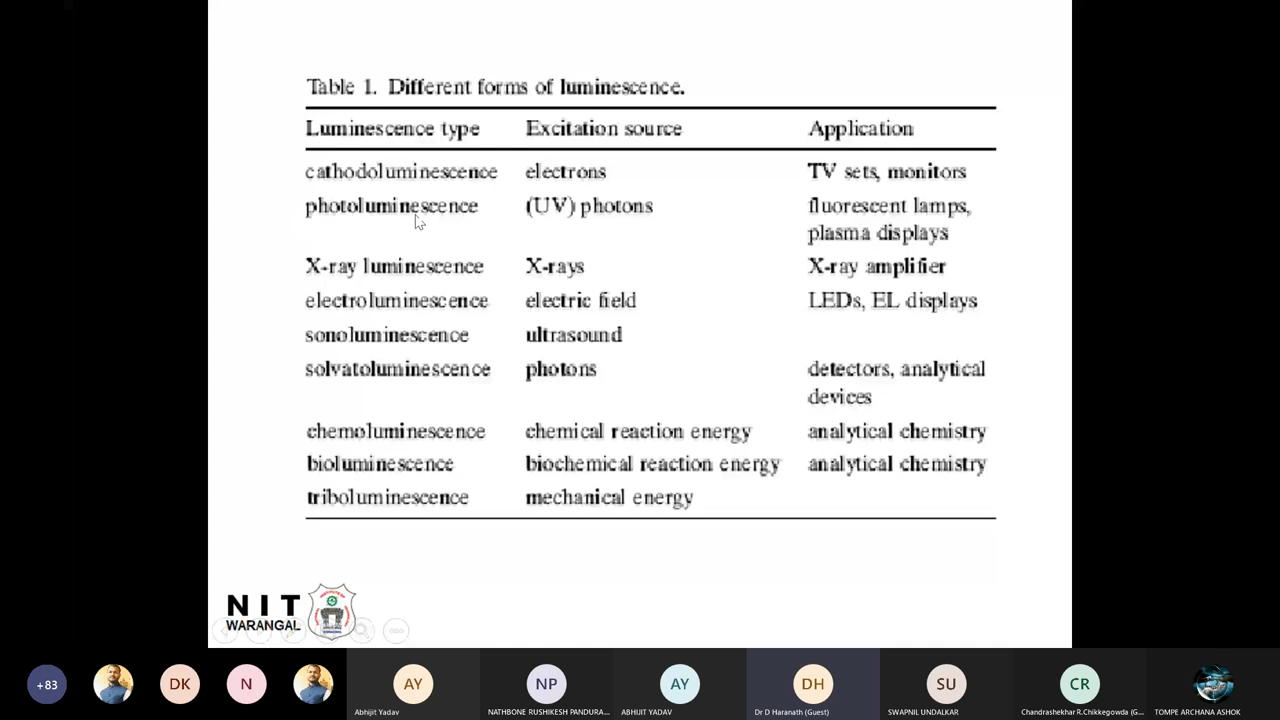 Table 1. Different forms of luminescence.
Luminescence type Excitation source Application
cathodoluminescence electrons TV sets, monitors
photoluminescence (UV) photons fluorescent lamps,
plasma displays
X-ray luminescence X-rays X-ray amplifier
electroluminescence electric field LEDs, EL displays
sonoluminescence ultrasound
solvatoluminescence photons detectors, analytical
devices
chemoluminescence chemical reaction energy analytical chemistry
bioluminescence biochemical reaction energy analytical chemistry
triboluminescence mechanical energy
NIT
WARANGAL
+83 DK N AY NP AY DH SU CR
Abhijit Yadav NATHBONE RUSHIKESH PANDURA... ABHIJIT YADAV Dr D Haranath (Guest) SWAPNIL UNDALKAR Chandrashekhar R.Chikkegowda (G... TOMPE ARCHANA ASHOK